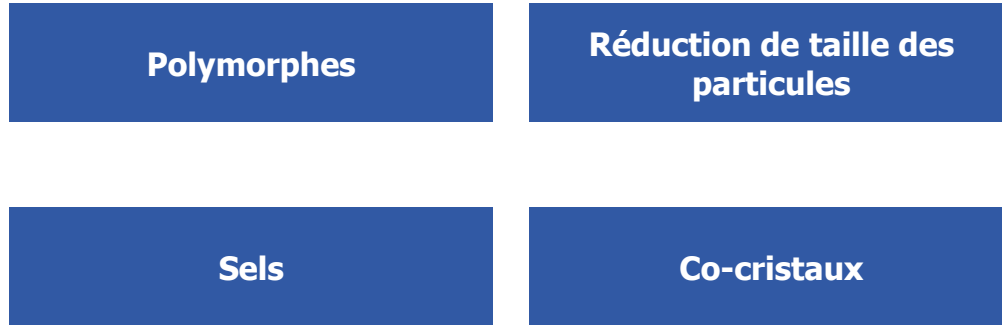 Polymorphes
Réduction de taille des
particules
Sels
Co-cristaux